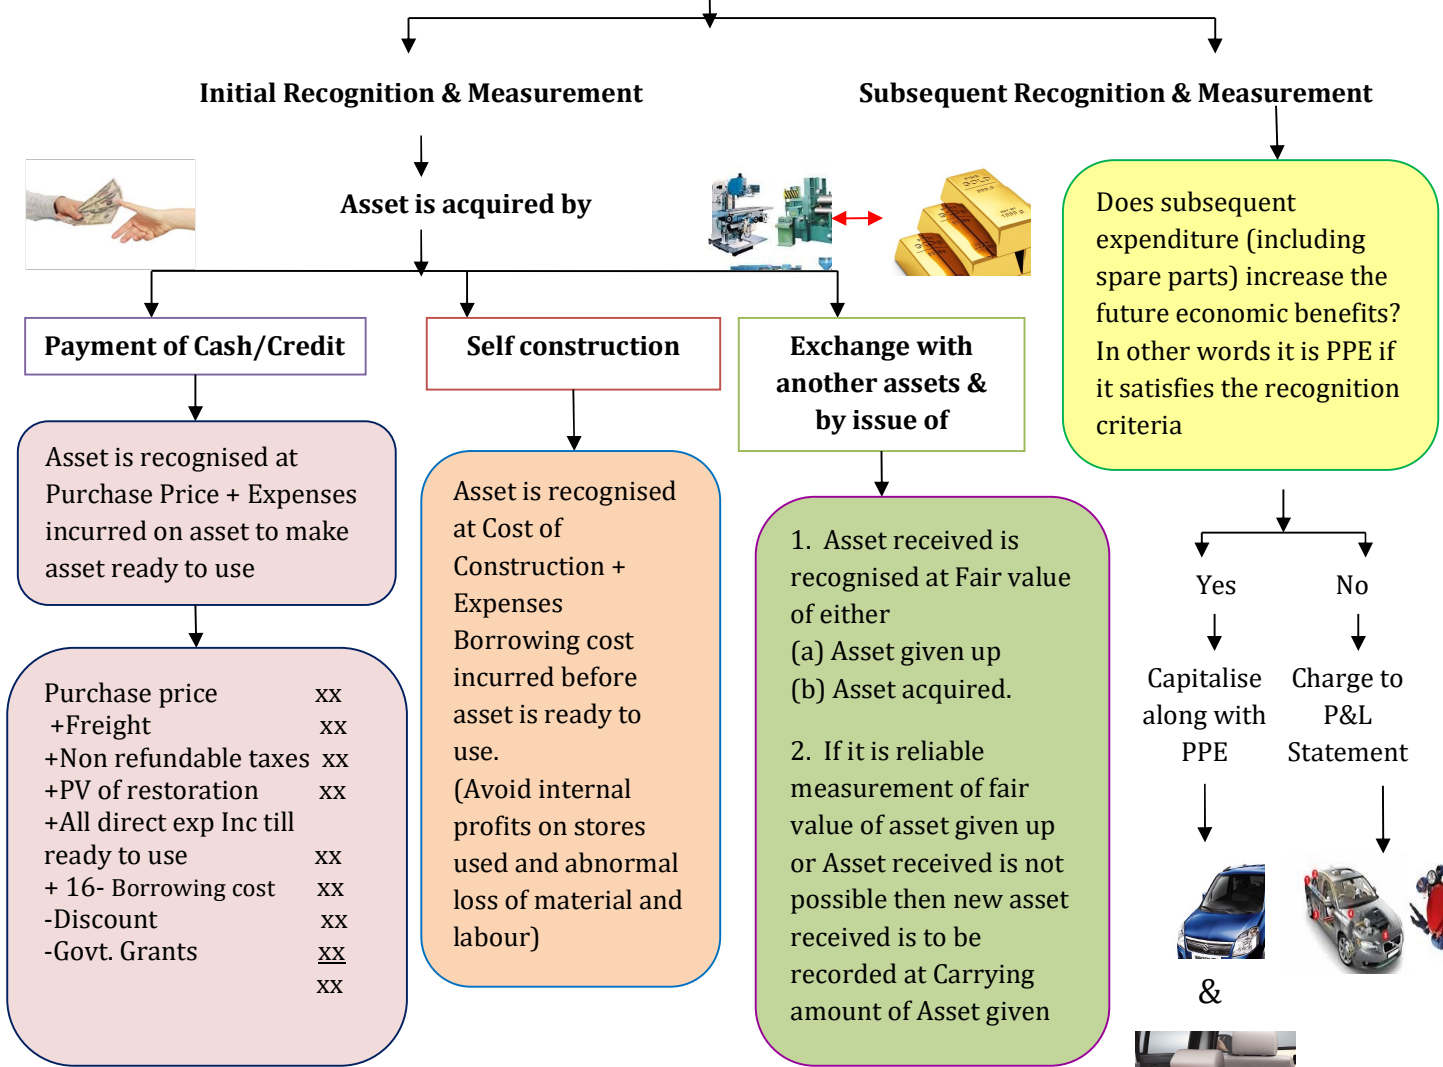 Initial Recognition & Measurement
Subsequent Recognition & Measurement
Asset is acquired by
Payment of Cash/Credit
Asset is recognised at
Purchase Price + Expenses
incurred on asset to make
asset ready to use
Purchase price xx
+Freight xx
+Non refundable taxes xx
+PV of restoration xx
+All direct exp Inc till
ready to use xx
+ 16- Borrowing cost xx
-Discount xx
-Govt. Grants xx
xx
Self construction
Asset is recognised
at Cost of
Construction +
Expenses
Borrowing cost
incurred before
asset is ready to
use.
(Avoid internal
profits on stores
used and abnormal
loss of material and
labour)
Exchange with
another assets &
by issue of
1. Asset received is
recognised at Fair value
of either
(a) Asset given up
(b) Asset acquired.
2. If it is reliable
measurement of fair
value of asset given up
or Asset received is not
possible then new asset
received is to be
recorded at Carrying
amount of Asset given
Does subsequent
expenditure (including
spare parts) increase the
future economic benefits?
In other words it is PPE if
it satisfies the recognition
criteria
Yes
No
Capitalise
along with
PPE
Charge to
P&L
Statement
&
GOLD